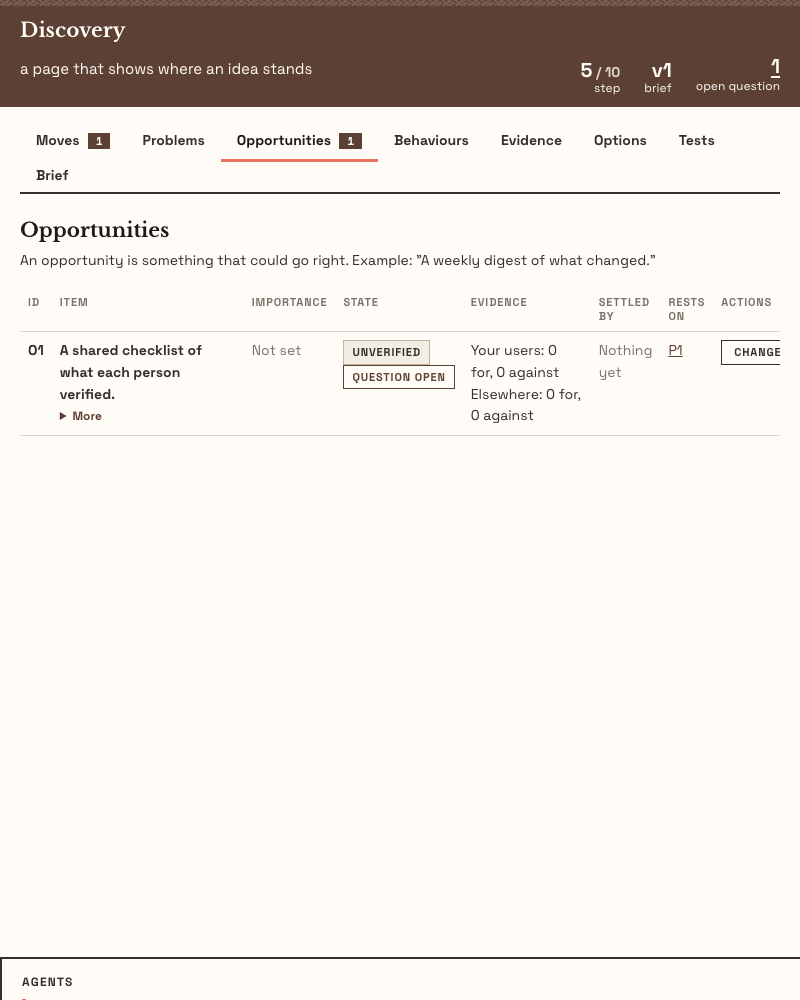 Discovery
a page that shows where an idea stands
5 / 10
step
v1
brief
1
open question
Moves 1
Problems
Opportunities 1
Behaviours
Evidence
Options
Tests
Brief
Opportunities
An opportunity is something that could go right. Example: "A weekly digest of what changed."
ID
ITEM
IMPORTANCE
STATE
EVIDENCE
SETTLED
BY
RESTS
ON
ACTIONS
O1
A shared checklist of
what each person
verified.
More
Not set
UNVERIFIED
QUESTION OPEN
Your users: 0
for, 0 against
Elsewhere: 0 for,
0 against
Nothing
yet
P1
CHANGE
AGENTS